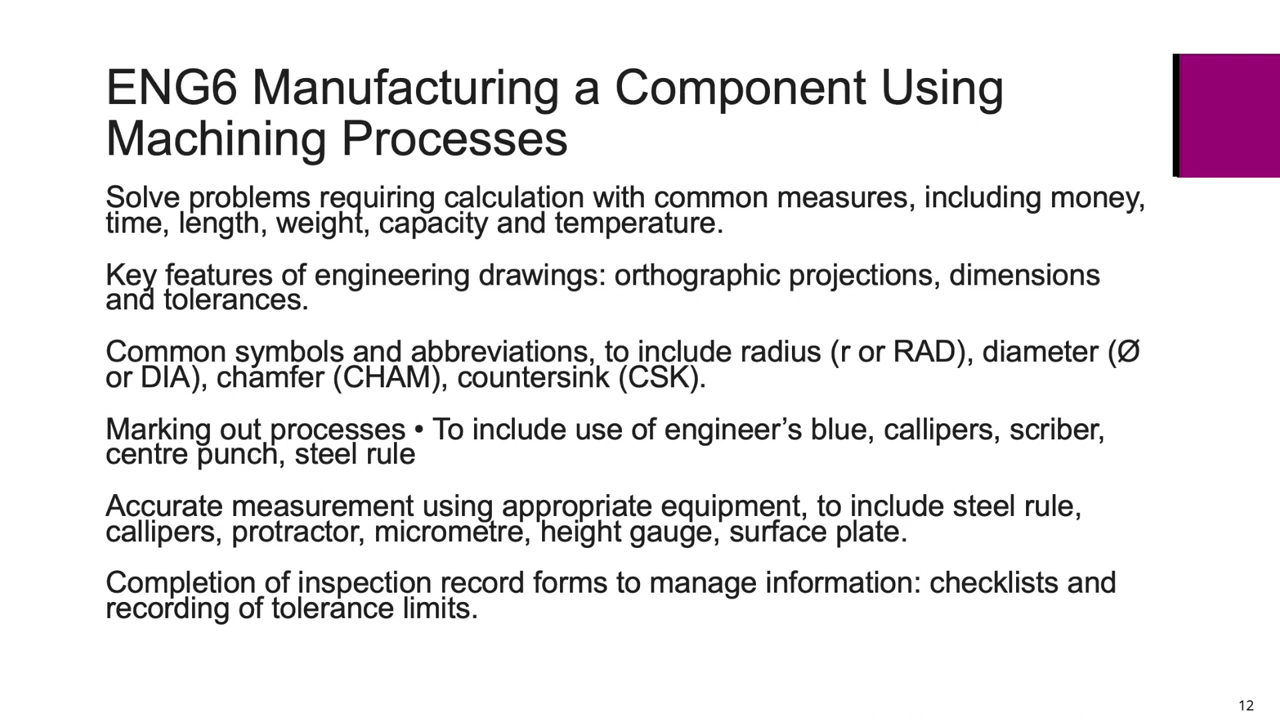 ENG6 Manufacturing a Component Using
Machining Processes
Solve problems requiring calculation with common measures, including money,
time, length, weight, capacity and temperature.
Key features of engineering drawings: orthographic projections, dimensions
and tolerances.
Common symbols and abbreviations, to include radius (r or RAD), diameter (Ø
or DIA), chamfer (CHAM), countersink (CSK).
Marking out processes • To include use of engineer’s blue, callipers, scriber,
centre punch, steel rule
Accurate measurement using appropriate equipment, to include steel rule,
callipers, protractor, micrometre, height gauge, surface plate.
Completion of inspection record forms to manage information: checklists and
recording of tolerance limits.
12